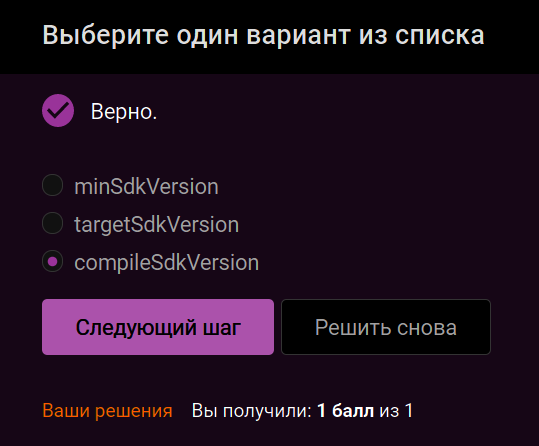 Выберите один вариант из списка
Верно.
minSdkVersion
targetSdkVersion
compileSdkVersion
Следующий шаг Решить снова
Ваши решения Вы получили: 1 балл из 1